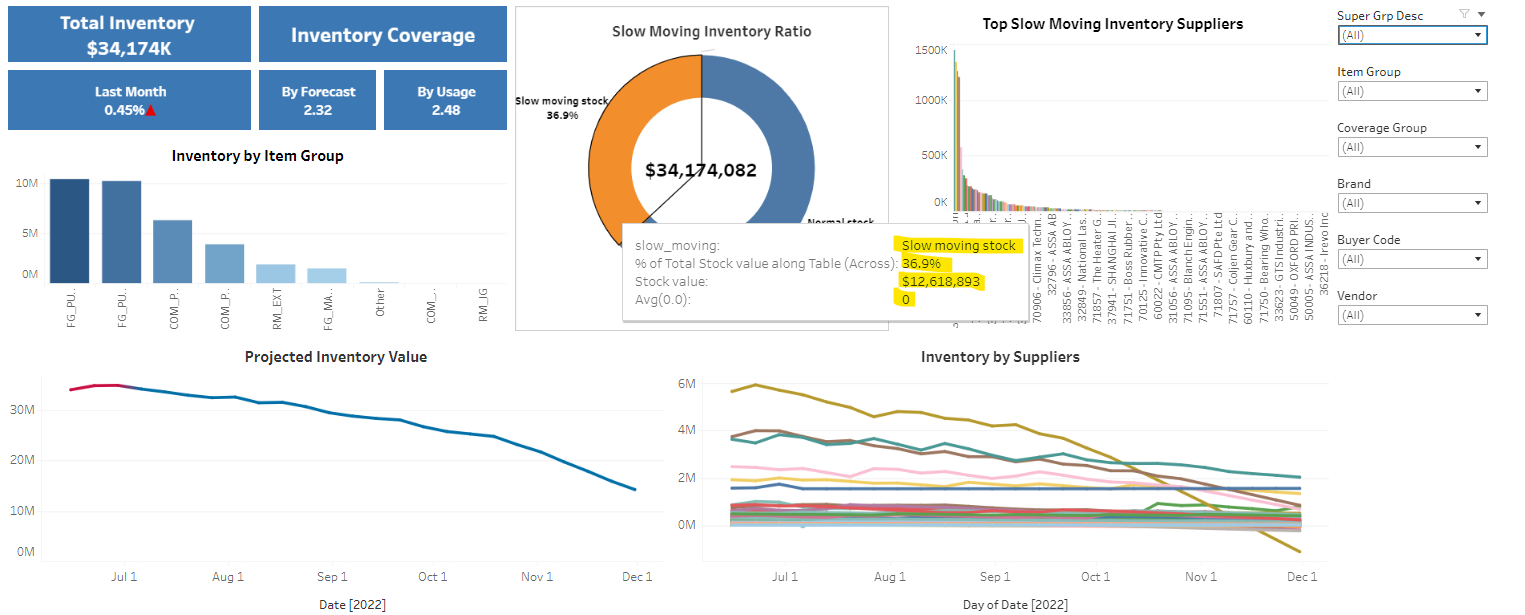 Total Inventory
$34,174K
Inventory Coverage
Last Month
0.45%
By Forecast
2.32
By Usage
2.48
Inventory by Item Group
10M
5M
0M
FG_PU..
FG_PU..
COM_P..
COM_P..
RM_EXT
FG_MA..
Other
COM_..
RM_IG
Slow Moving Inventory Ratio
Slow moving stock
36.9%
$34,174,082
Normal stock
slow_moving: Slow moving stock
% of Total Stock value along Table (Across): 36.9%
Stock value: $12,618,893
Avg(0.0): 0
Top Slow Moving Inventory Suppliers
1500K
1000K
500K
0K
70906 - Climax Techn..
32796 - ASSA AB
33856 - ASSA ABLOY ..
32849 - National Las..
71857 - The Heater G..
37941 - SHANGHAI JI..
71751 - Boss Rubber..
70125 - Innovative C..
60022 - CMTP Pty Ltd
31056 - ASSA ABLOY..
71095 - Blanch Engin..
71551 - ASSA ABLOY..
71807 - SAFD Pte Ltd
71757 - Coljen Gear C..
60110 - Huxbury and..
71750 - Bearing Who..
33623 - GTS Industri..
50049 - OXFORD PRI..
50005 - ASSA INDUS..
36218 - Irevo Inc
Super Grp Desc
(All)
Item Group
(All)
Coverage Group
(All)
Brand
(All)
Buyer Code
(All)
Vendor
(All)
Projected Inventory Value
30M
20M
10M
0M
Jul 1
Aug 1
Sep 1
Oct 1
Nov 1
Dec 1
Date [2022]
Inventory by Suppliers
6M
4M
2M
0M
Jul 1
Aug 1
Sep 1
Oct 1
Nov 1
Dec 1
Day of Date [2022]